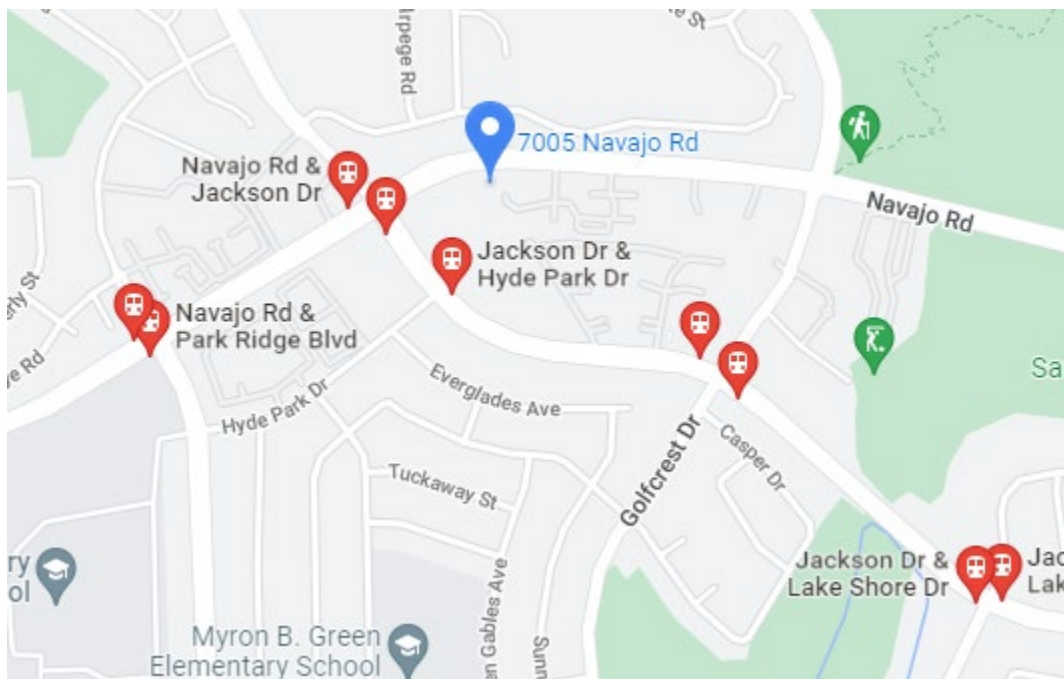 Arpege Rd
7005 Navajo Rd
Navajo Rd &
Jackson Dr
Navajo Rd
Jackson Dr &
Hyde Park Dr
Navajo Rd &
Park Ridge Blvd
Everglades Ave
Hyde Park Dr
Golfcrest Dr
Casper Dr
Tuckaway St
Jackson Dr &
Lake Shore Dr
Myron B. Green
Elementary School